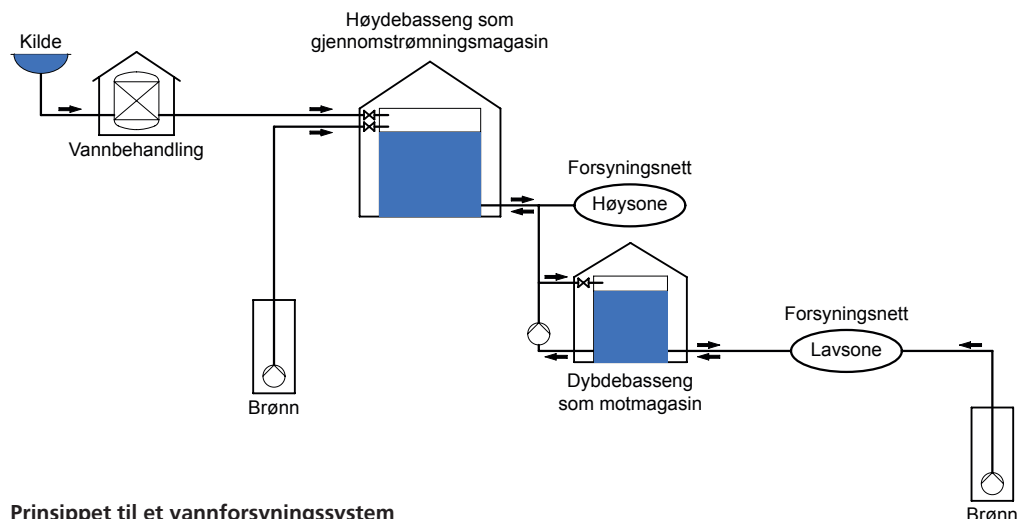 Høydebasseng som
gjennomstrømningsmagasin
Kilde
Vannbehandling
Forsyningsnett
Høysone
Forsyningsnett
Lavsone
Dybdebasseng
som motmagasin
Brønn
Brønn
Prinsippet til et vannforsyningssystem